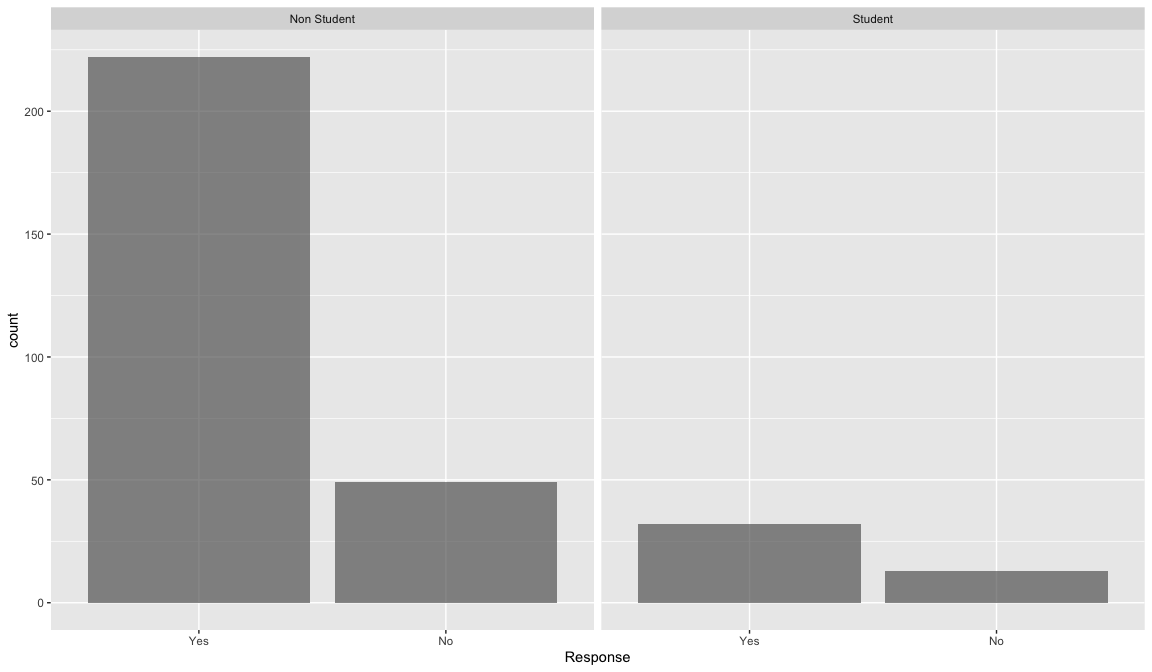 Non Student
Student
count
200
150
100
50
0
Yes
No
Yes
No
Response